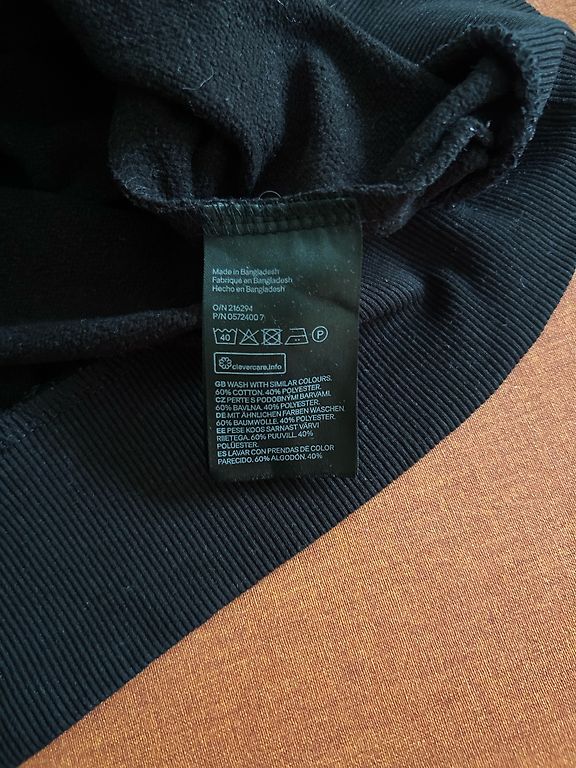 Made in Bangladesh
Fabriqué en Bangladesh
Hecho en Bangladesh
O/N 216294
P/N 0572400 7
40 P
clevercare.info
GB WASH WITH SIMILAR COLOURS.
60% COTTON. 40% POLYESTER.
CZ PERTE S PODOBNÝMI BARVAMI.
60% BAVLNA. 40% POLYESTER.
DE MIT ÄHNLICHEN FARBEN WASCHEN
60% BAUMWOLLE. 40% POLYESTER.
EE PESE KOOS SARNAST VÄRVI
RIIETEGA. 60% PUUVILL. 40%
POLÜESTER.
ES LAVAR CON PRENDAS DE COLOR
PARECIDO. 60% ALGODÓN. 40%